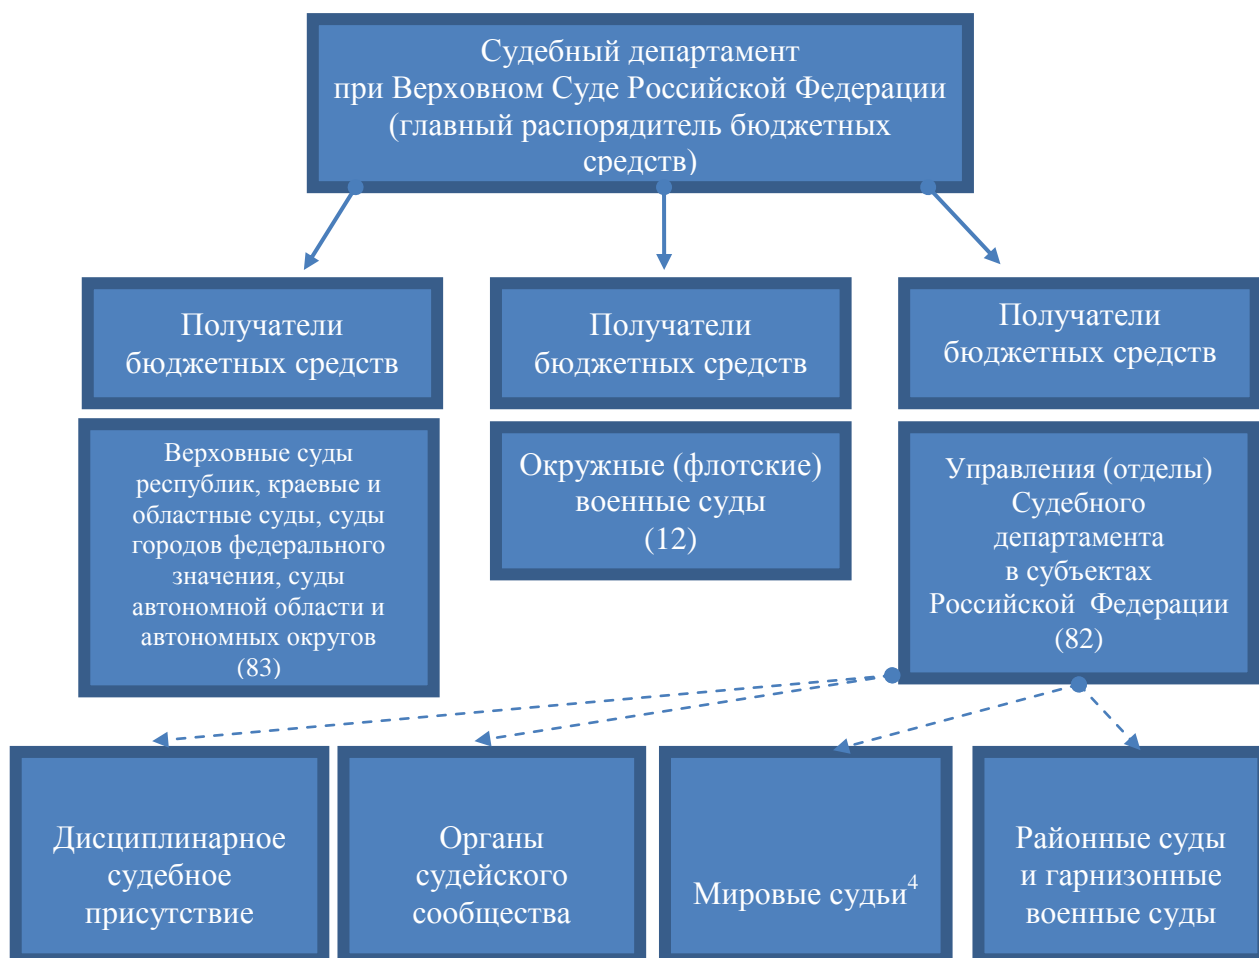 Судебный департамент
при Верховном Суде Российской Федерации
(главный распорядитель бюджетных
средств)
Получатели
бюджетных средств
Получатели
бюджетных средств
Получатели
бюджетных средств
Верховные суды
республик, краевые и
областные суды, суды
городов федерального
значения, суды
автономной области и
автономных округов
(83)
Окружные (флотские)
военные суды
(12)
Управления (отделы)
Судебного
департамента
в субъектах
Российской Федерации
(82)
Дисциплинарное
судебное
присутствие
Органы
судейского
сообщества
Мировые судьи⁴
Районные суды
и гарнизонные
военные суды